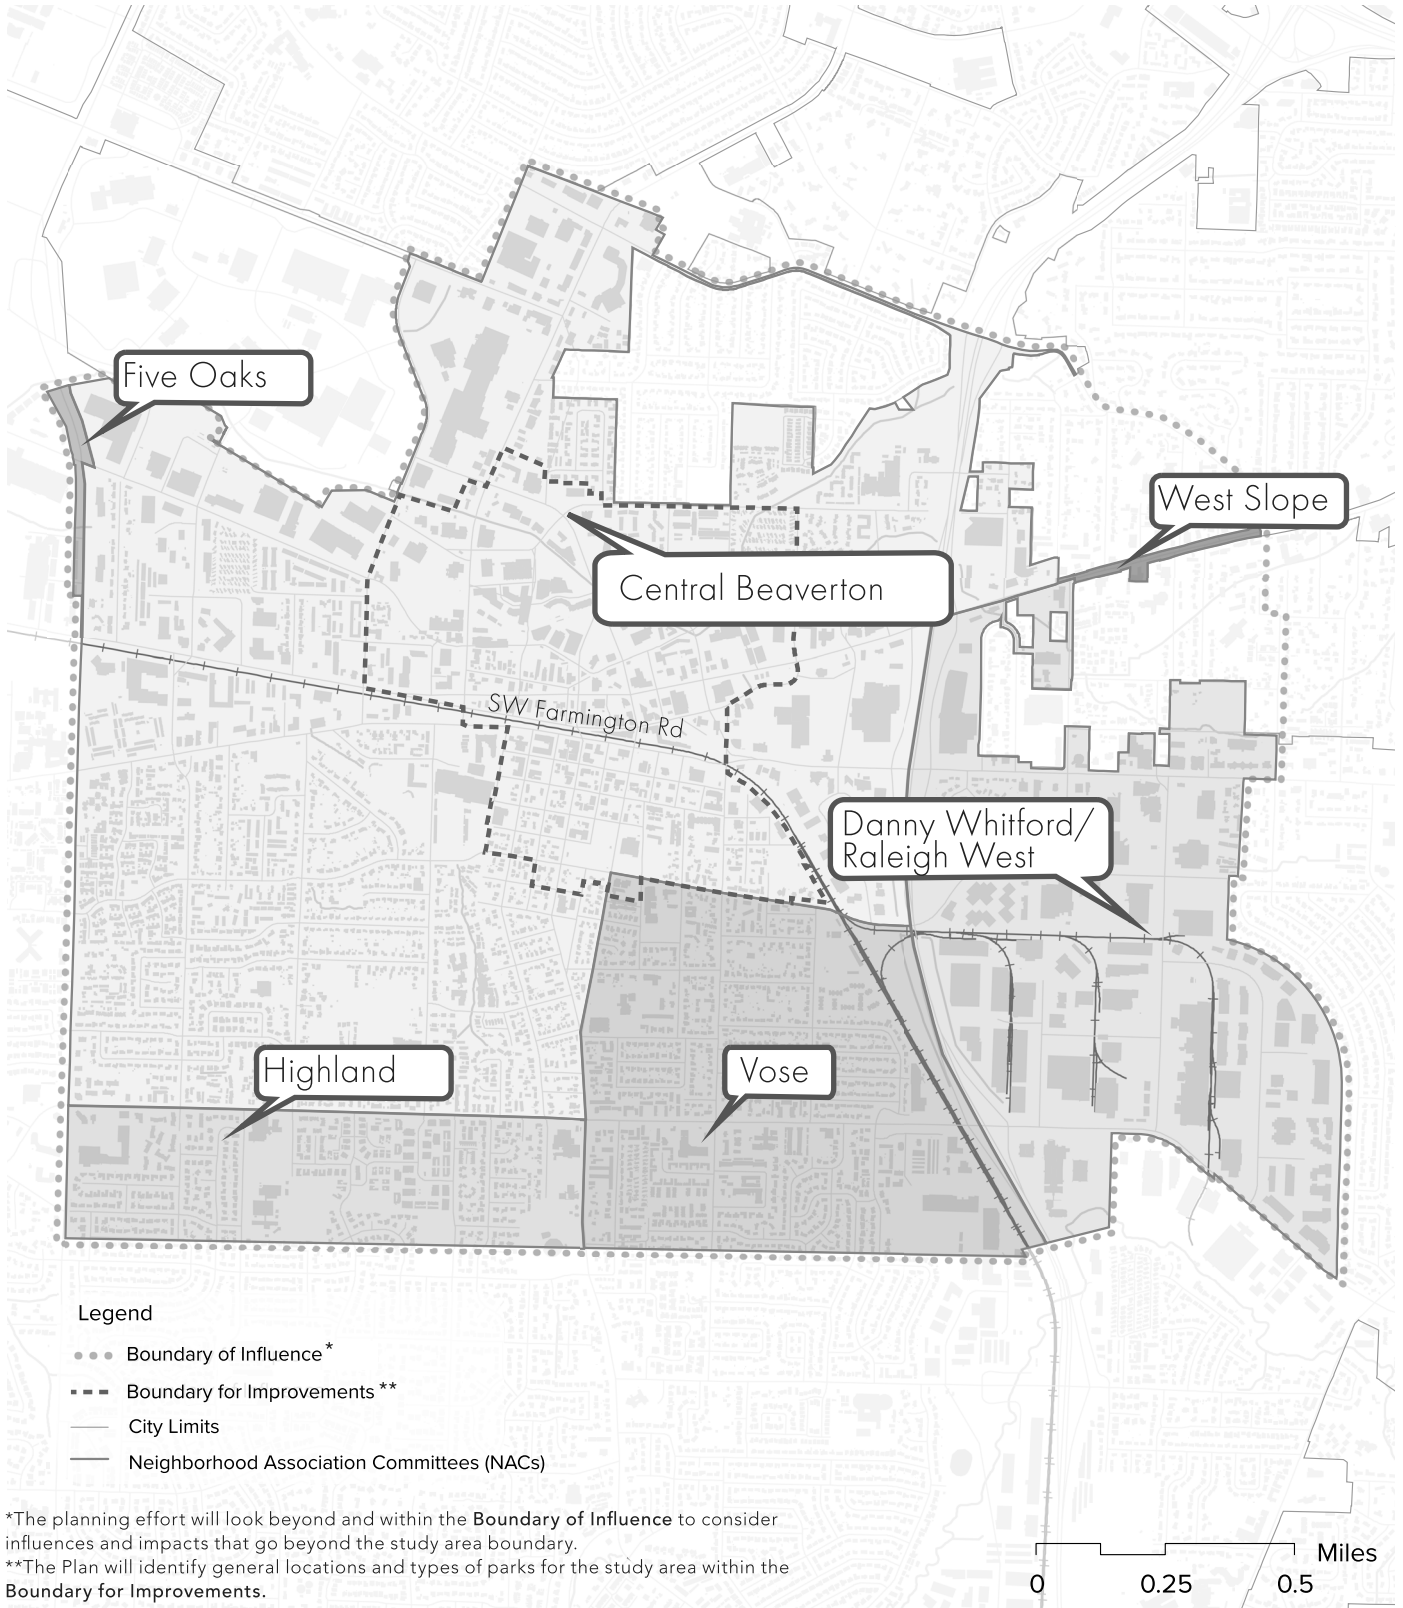 Five Oaks
West Slope
Central Beaverton
SW Farmington Rd
Danny Whitford/
Raleigh West
Highland
Vose
Legend
Boundary of Influence*
Boundary for Improvements**
City Limits
Neighborhood Association Committees (NACs)
*The planning effort will look beyond and within the Boundary of Influence to consider
influences and impacts that go beyond the study area boundary.
**The Plan will identify general locations and types of parks for the study area within the
Boundary for Improvements.
Miles
0 0.25 0.5